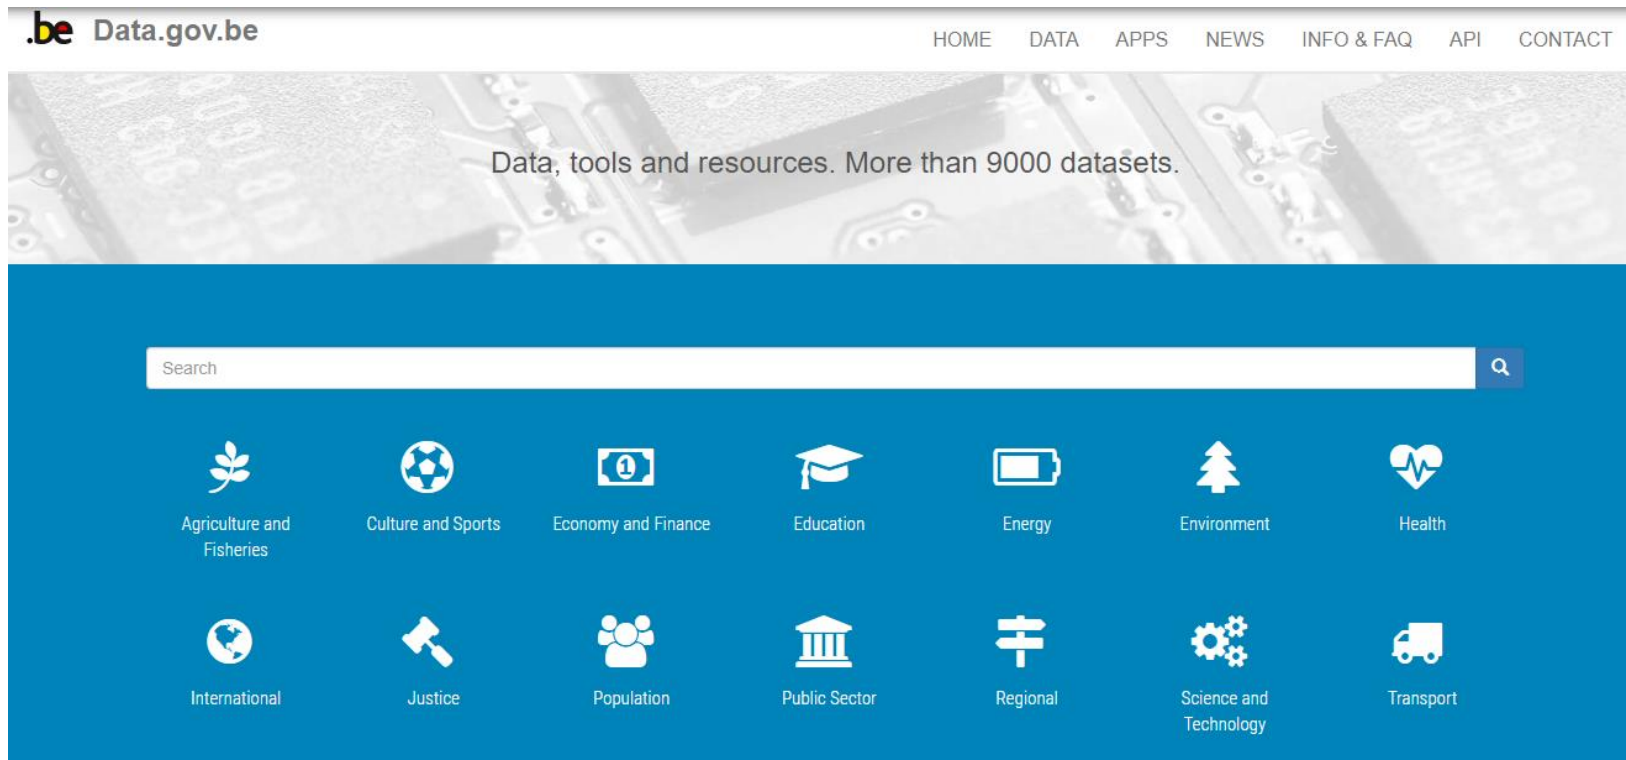 .be Data.gov.be
HOME DATA APPS NEWS INFO & FAQ API CONTACT
Data, tools and resources. More than 9000 datasets.
Search
Agriculture and
Fisheries
Culture and Sports
Economy and Finance
Education
Energy
Environment
Health
International
Justice
Population
Public Sector
Regional
Science and
Technology
Transport